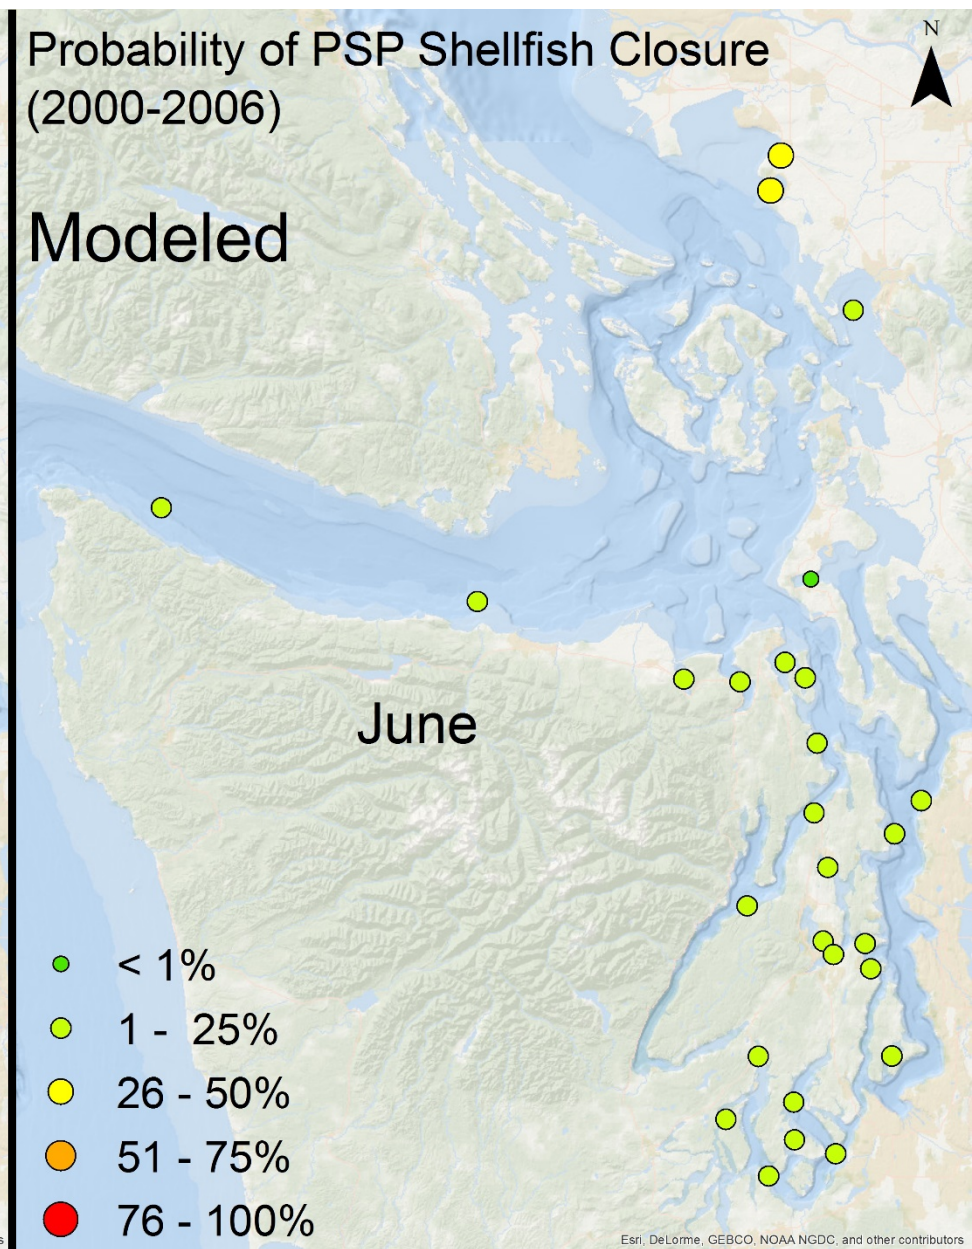 Probability of PSP Shellfish Closure
(2000-2006)
N
Modeled
June
< 1%
1 - 25%
26 - 50%
51 - 75%
76 - 100%
s
Esri, DeLorme, GEBCO, NOAA NGDC, and other contributors